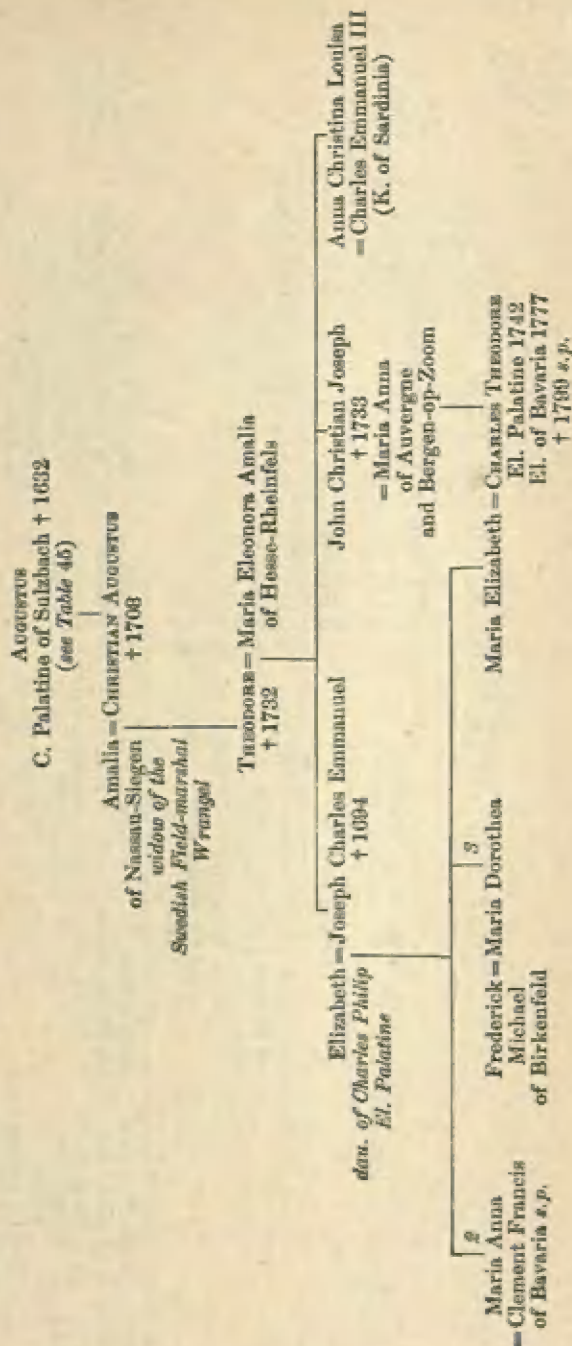 AUGUSTUS
C. Palatine of Sulzbach † 1632
(see Table 45)
Amalia = CHRISTIAN AUGUSTUS
of Nassau-Siegen † 1708
widow of the
Swedish Field-marshal
Wrangel
THEODORE = Maria Eleonora Amalia
† 1732 of Hesse-Rheinfels
Elizabeth = Joseph Charles Emmanuel
dau. of Charles Philip † 1694
El. Palatine
John Christian Joseph
† 1733
= Maria Anna
of Auvergne
and Bergen-op-Zoom
Anna Christina Louisa
= Charles Emmanuel III
(K. of Sardinia)
2
Maria Anna
= Clement Francis
of Bavaria s.p.
3
Frederick = Maria Dorothea
Michael
of Birkenfeld
Maria Elizabeth = CHARLES THEODORE
El. Palatine 1742
El. of Bavaria 1777
† 1799 s.p.